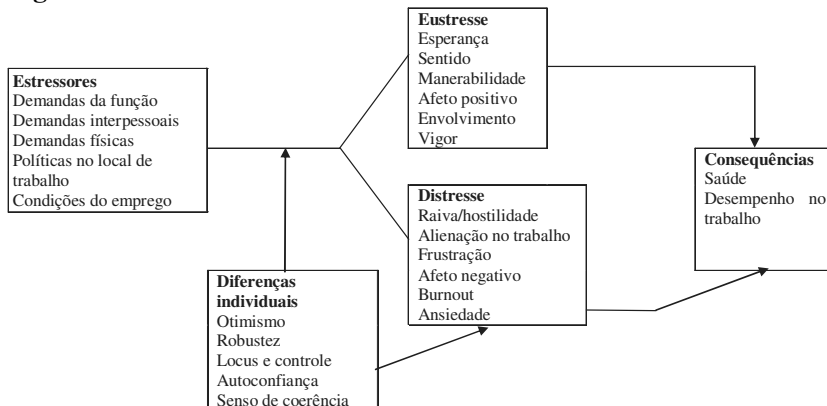 Estressores
Demandas da função
Demandas interpessoais
Demandas físicas
Políticas no local de
trabalho
Condições do emprego
Eustresse
Esperança
Sentido
Manerabilidade
Afeto positivo
Envolvimento
Vigor
Distresse
Raiva/hostilidade
Alienação no trabalho
Frustração
Afeto negativo
Burnout
Ansiedade
Diferenças
individuais
Otimismo
Robustez
Locus e controle
Autoconfiança
Senso de coerência
Consequências
Saúde
Desempenho no
trabalho